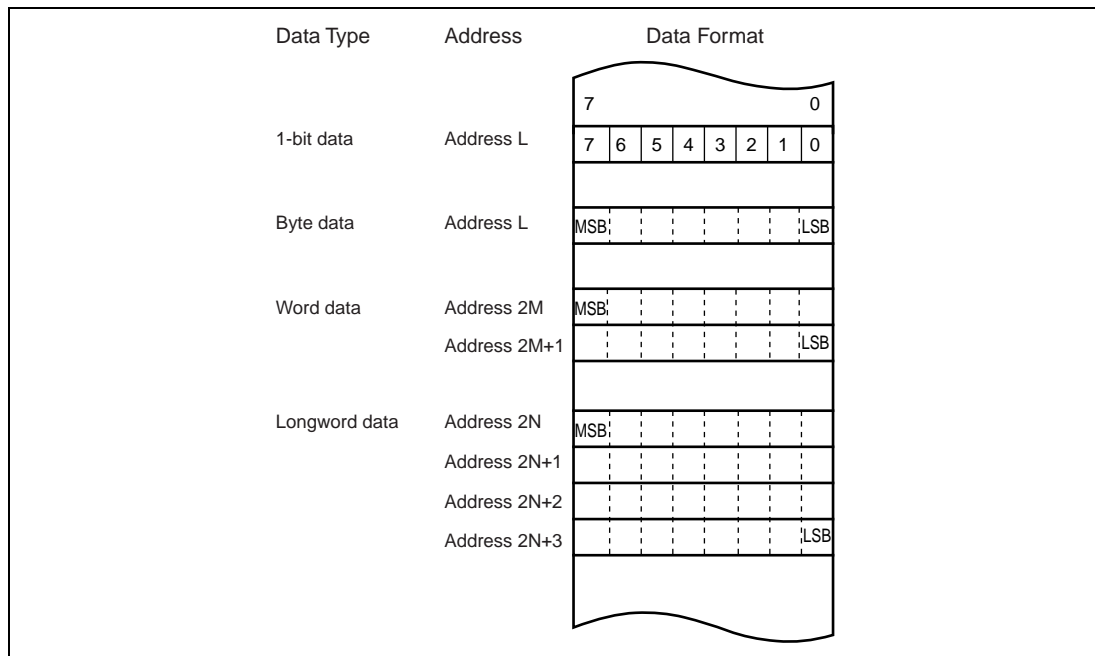 Data Type Address Data Format
7 0
1-bit data Address L 7 6 5 4 3 2 1 0
Byte data Address L MSB LSB
Word data Address 2M MSB
Address 2M+1 LSB
Longword data Address 2N MSB
Address 2N+1
Address 2N+2
Address 2N+3 LSB